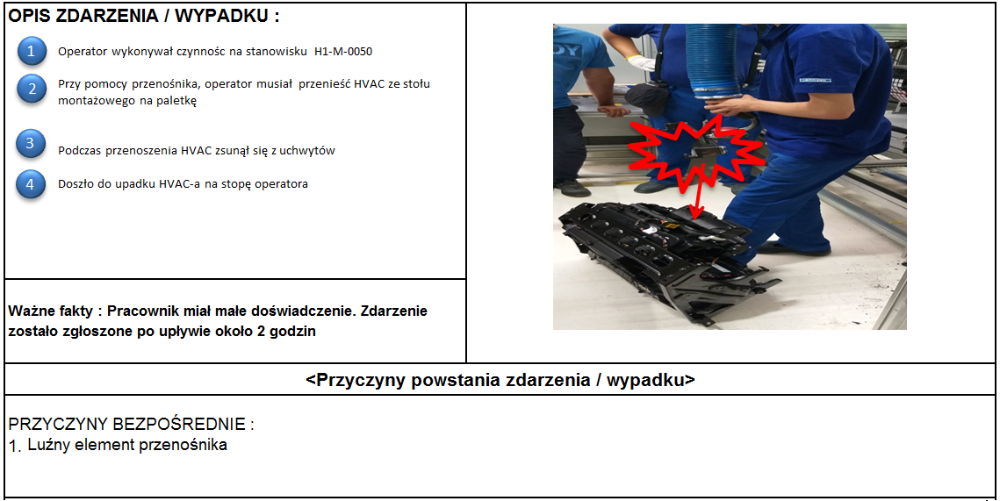 OPIS ZDARZENIA / WYPADKU :
1 Operator wykonywał czynnośc na stanowisku H1-M-0050
2 Przy pomocy przenośnika, operator musiał przenieść HVAC ze stołu
montażowego na paletkę
3 Podczas przenoszenia HVAC zsunął się z uchwytów
4 Doszło do upadku HVAC-a na stopę operatora
Ważne fakty : Pracownik miał małe doświadczenie. Zdarzenie
zostało zgłoszone po upływie około 2 godzin
<Przyczyny powstania zdarzenia / wypadku>
PRZYCZYNY BEZPOŚREDNIE :
1. Luźny element przenośnika